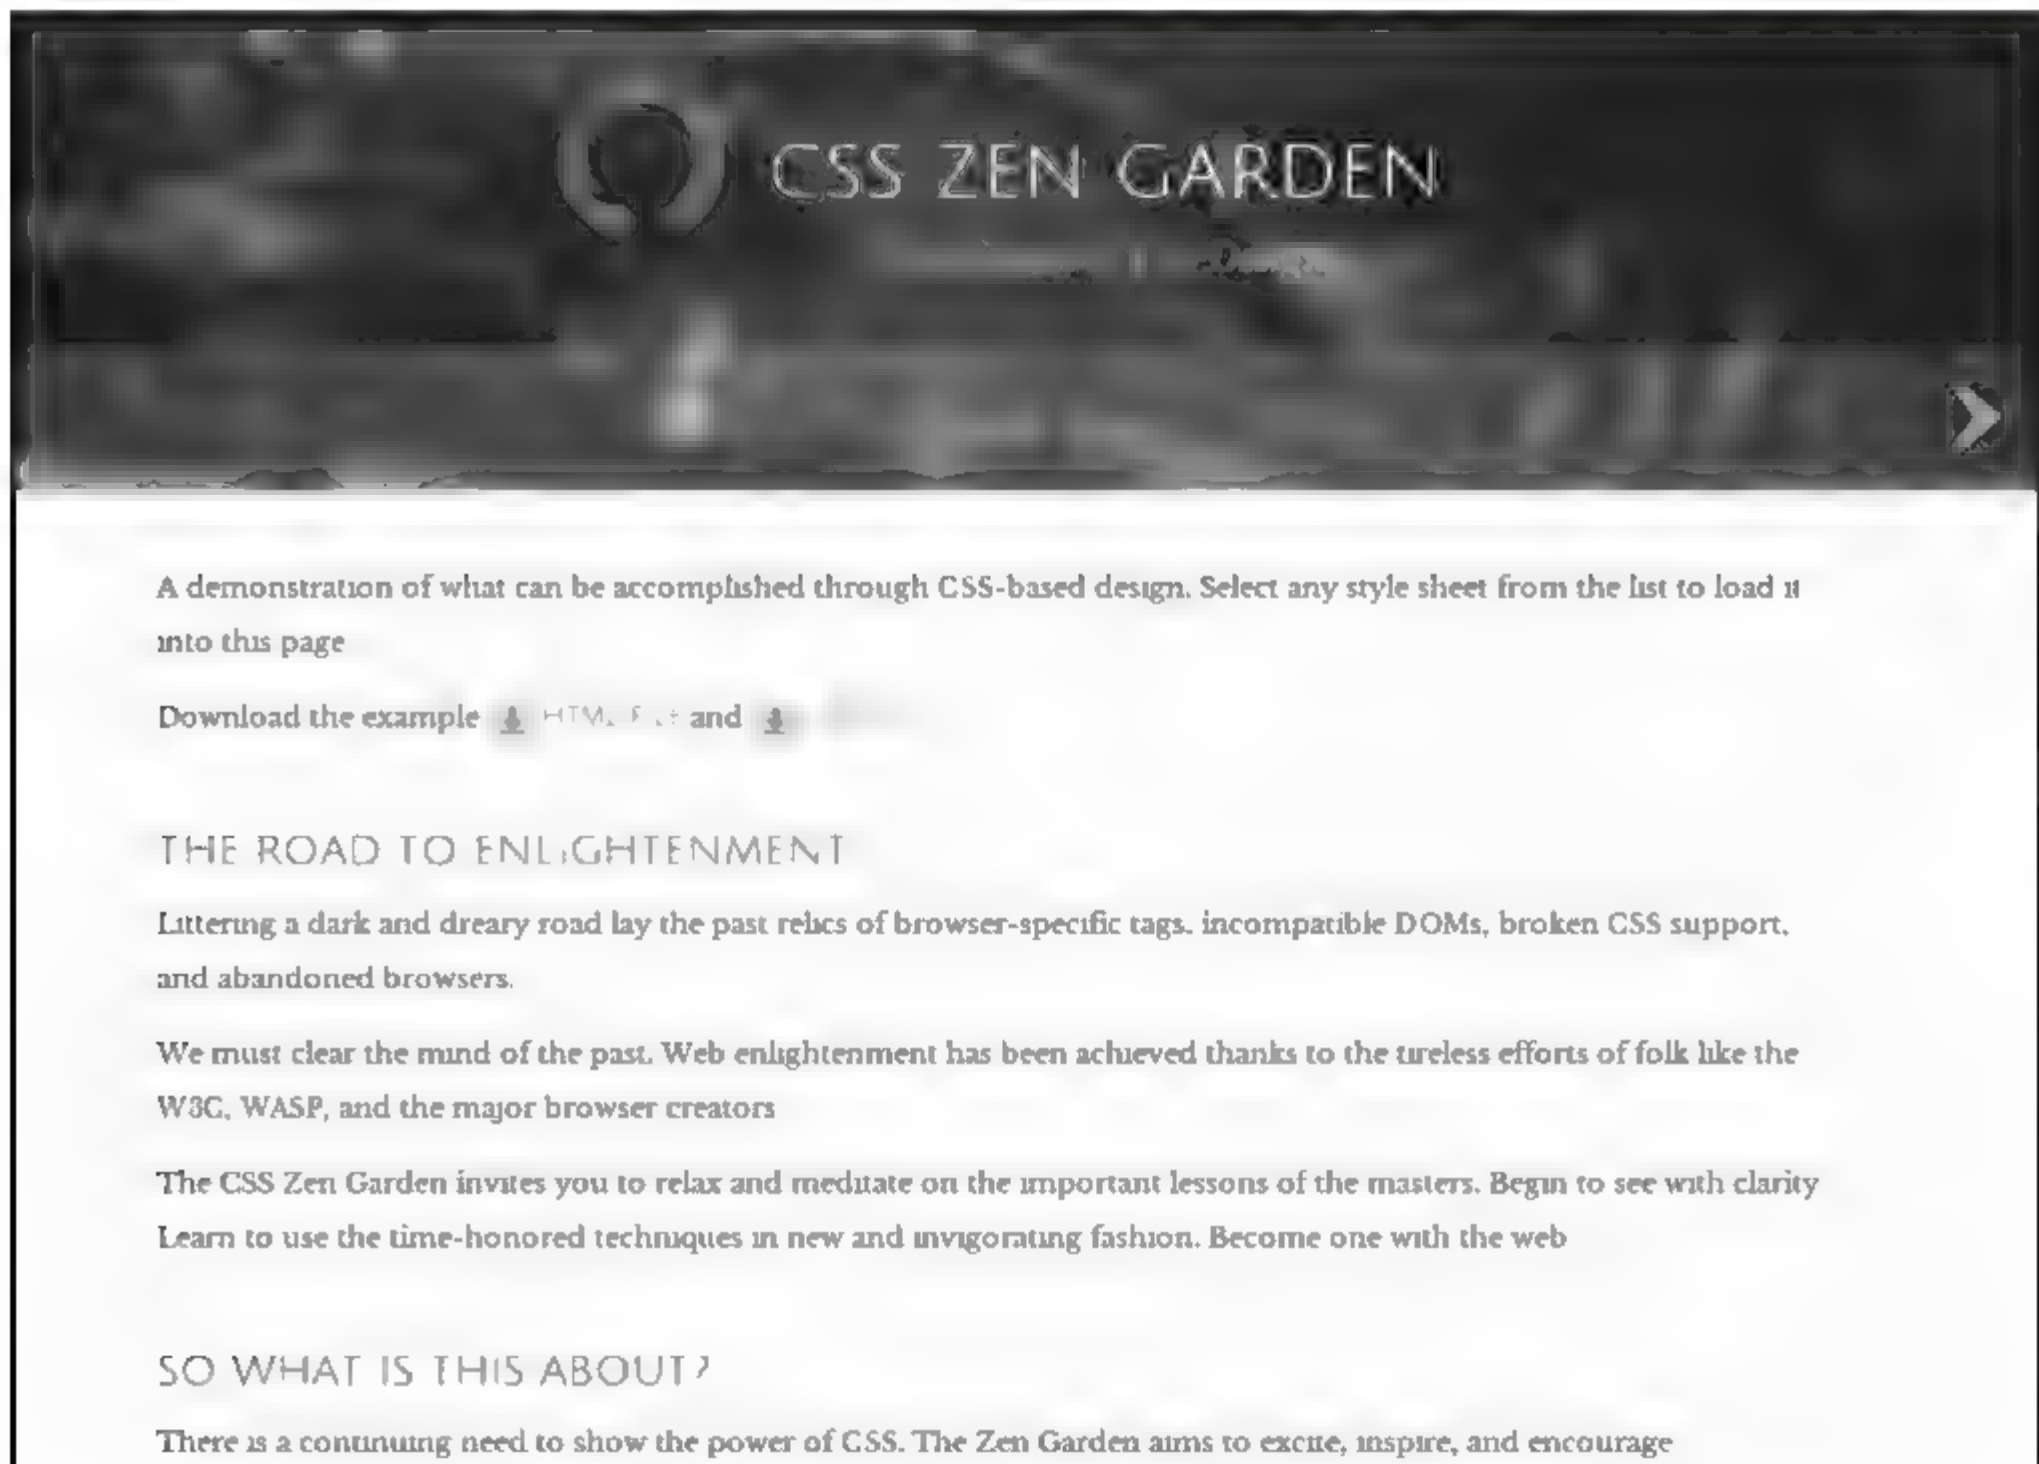 CSS ZEN GARDEN
A demonstration of what can be accomplished through CSS-based design. Select any style sheet from the list to load it
into this page
Download the example HTML File and
THE ROAD TO ENLIGHTENMENT
Littering a dark and dreary road lay the past relics of browser-specific tags, incompatible DOMs, broken CSS support,
and abandoned browsers.
We must clear the mind of the past. Web enlightenment has been achieved thanks to the tireless efforts of folk like the
W3C, WASP, and the major browser creators
The CSS Zen Garden invites you to relax and meditate on the important lessons of the masters. Begin to see with clarity
Learn to use the time-honored techniques in new and invigorating fashion. Become one with the web
SO WHAT IS THIS ABOUT?
There is a continuing need to show the power of CSS. The Zen Garden aims to excite, inspire, and encourage